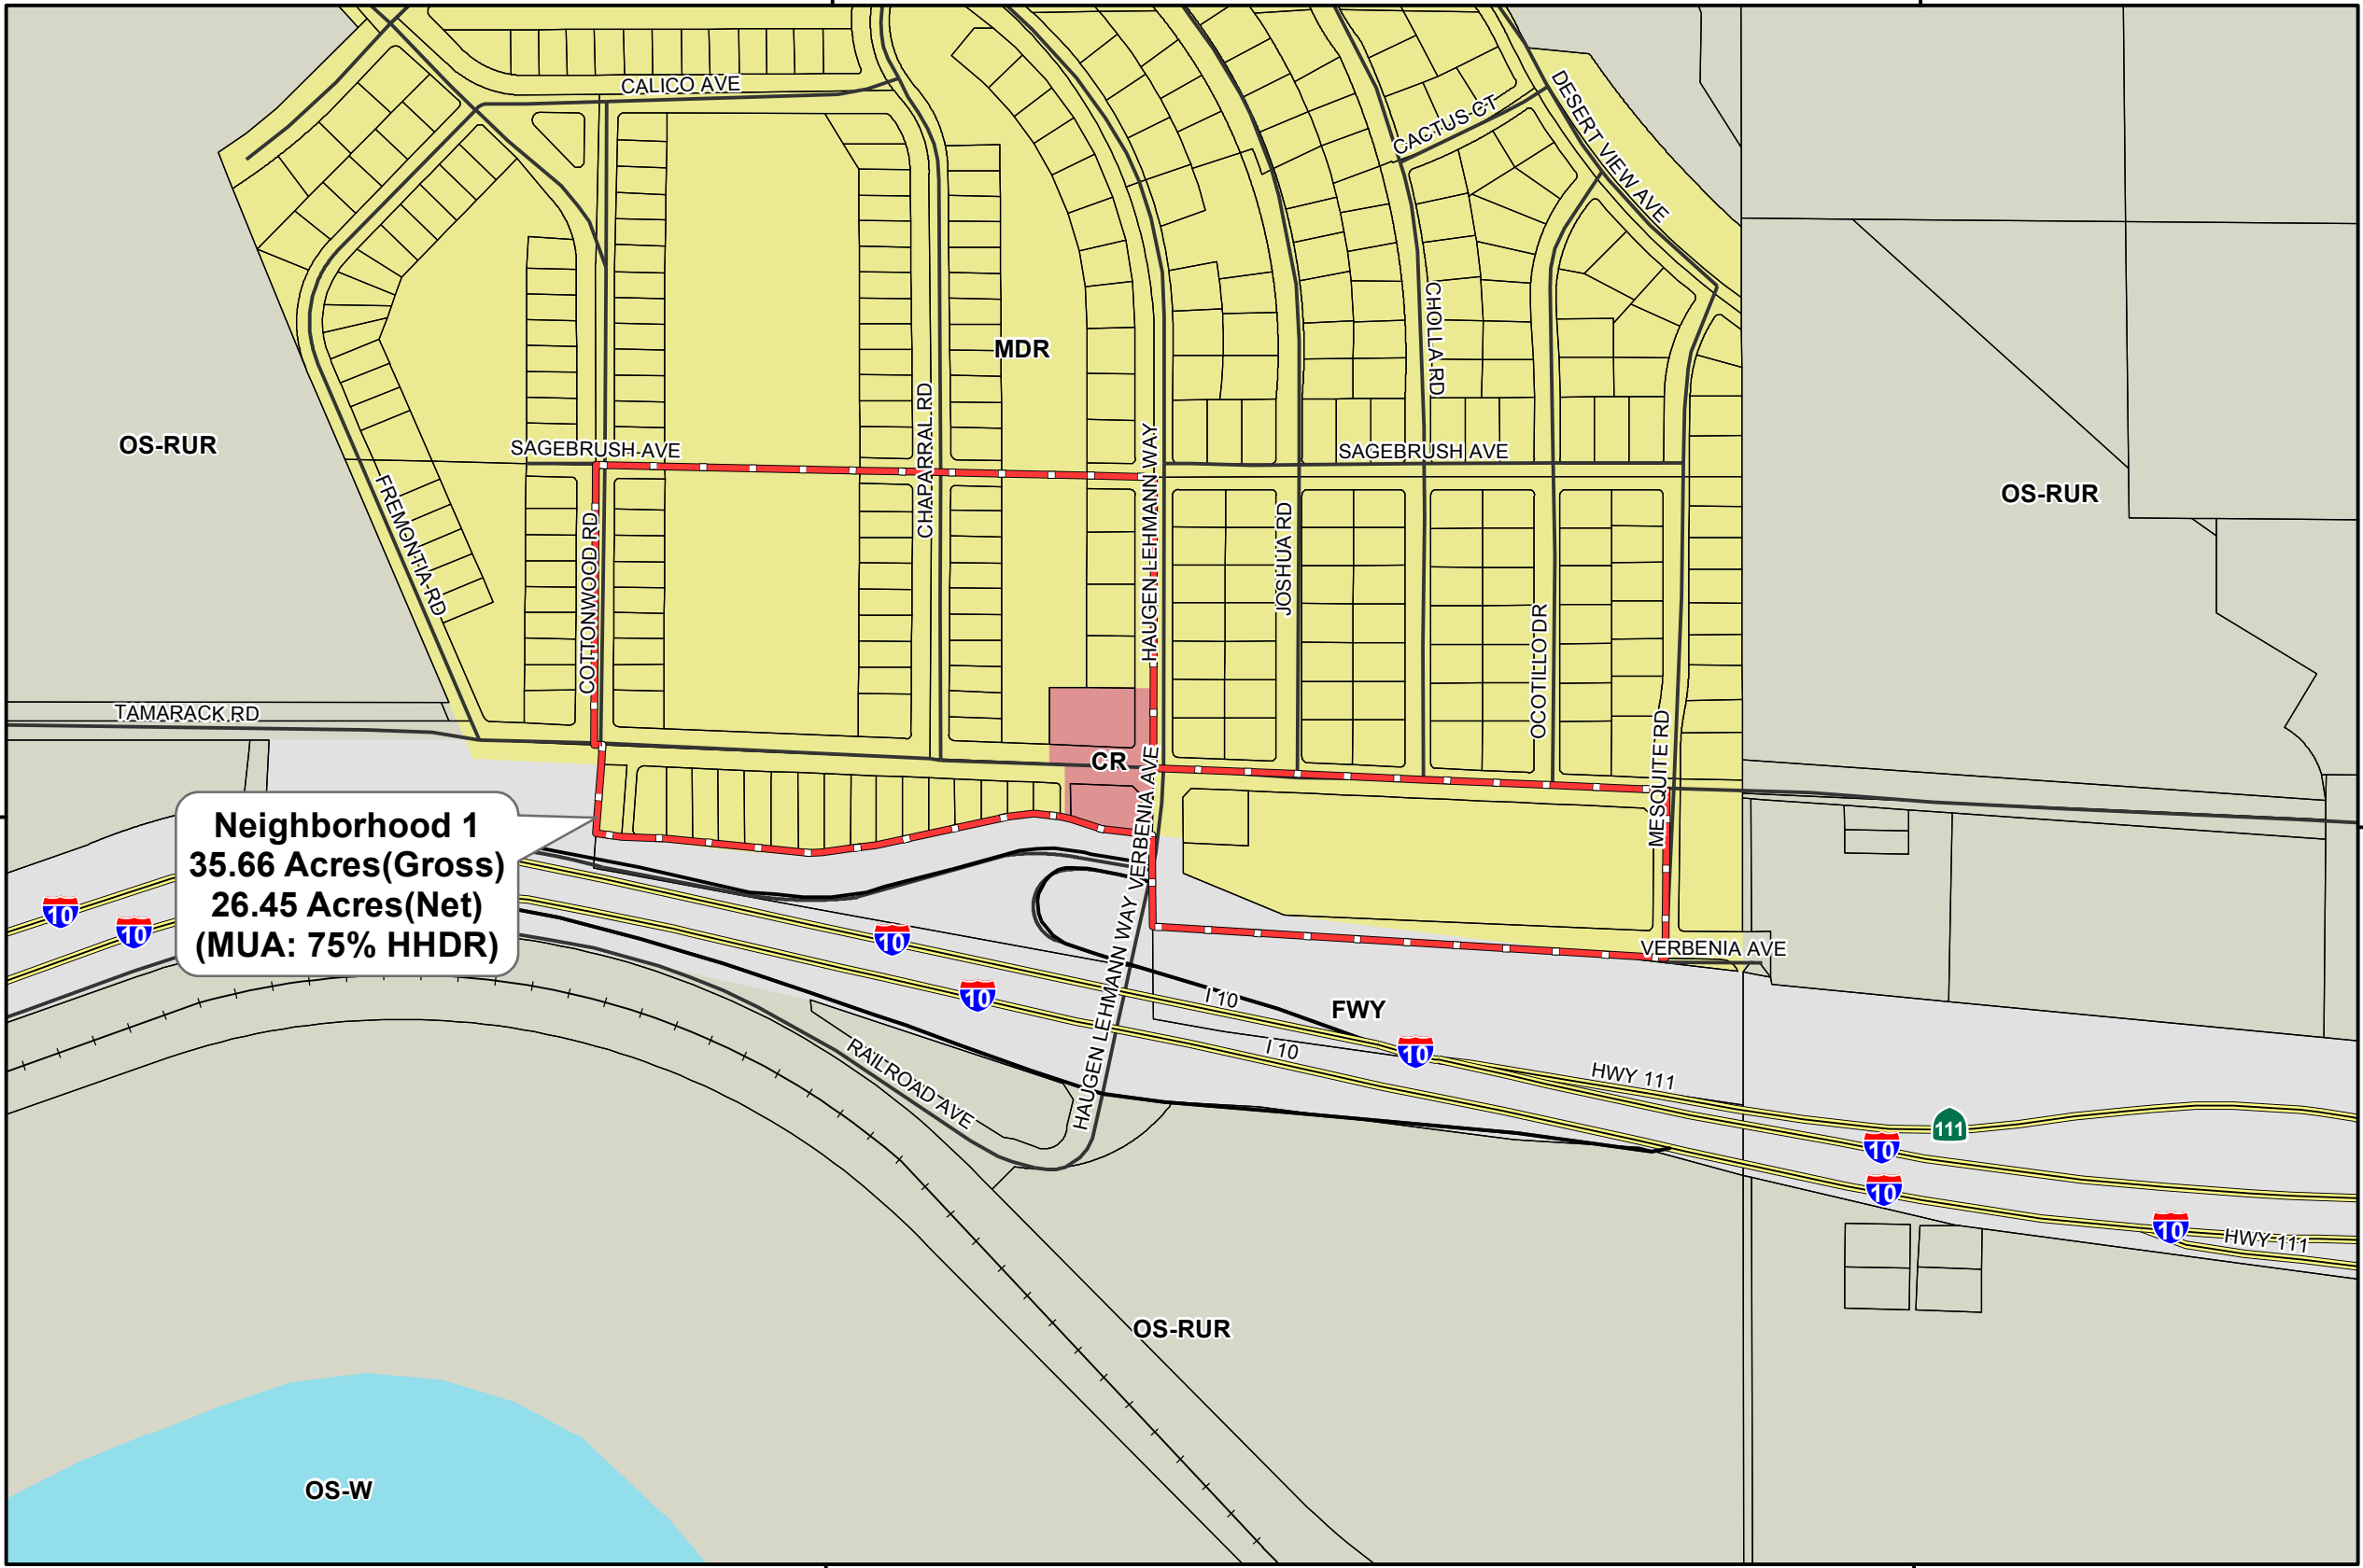 CALICO AVE
CACTUS CT
DESERT VIEW AVE
CHOLLA RD
MDR
CHAPARRAL RD
OS-RUR
SAGEBRUSH AVE
HAUGEN LEHMANN WAY
SAGEBRUSH AVE
OS-RUR
FREMONTIA RD
COTTONWOOD RD
JOSHUA RD
OCOTILLO DR
TAMARACK RD
CR
MESQUITE RD
VERBENIA AVE
Neighborhood 1
35.66 Acres(Gross)
26.45 Acres(Net)
(MUA: 75% HHDR)
10
10
10
10
HAUGEN LEHMANN WAY
VERBENIA AVE
I 10
FWY
I 10
10
HWY 111
RAILROAD AVE
111
10
10
10
HWY 111
OS-RUR
OS-W